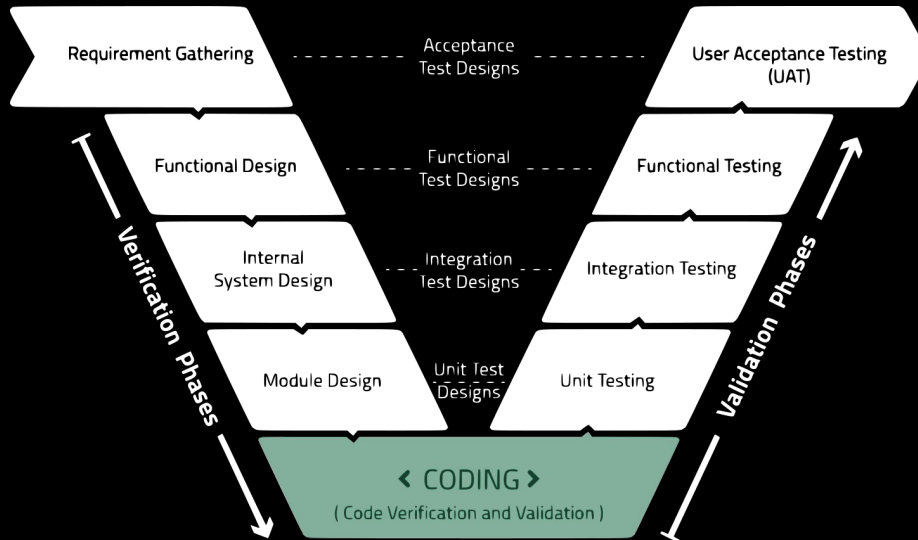 Requirement Gathering
Acceptance
Test Designs
User Acceptance Testing
(UAT)
Functional Design
Functional
Test Designs
Functional Testing
Internal
System Design
Integration
Test Designs
Integration Testing
Module Design
Unit Test
Designs
Unit Testing
Verification Phases
Validation Phases
< CODING >
( Code Verification and Validation )